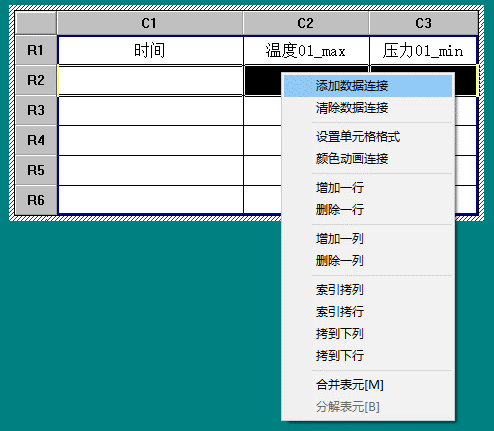 C1 C2 C3
R1 时间 温度01_max 压力01_min
R2
R3
R4
R5
R6
添加数据连接
清除数据连接
设置单元格格式
颜色动画连接
增加一行
删除一行
增加一列
删除一列
索引拷列
索引拷行
拷到下列
拷到下行
合并表元[M]
分解表元[B]